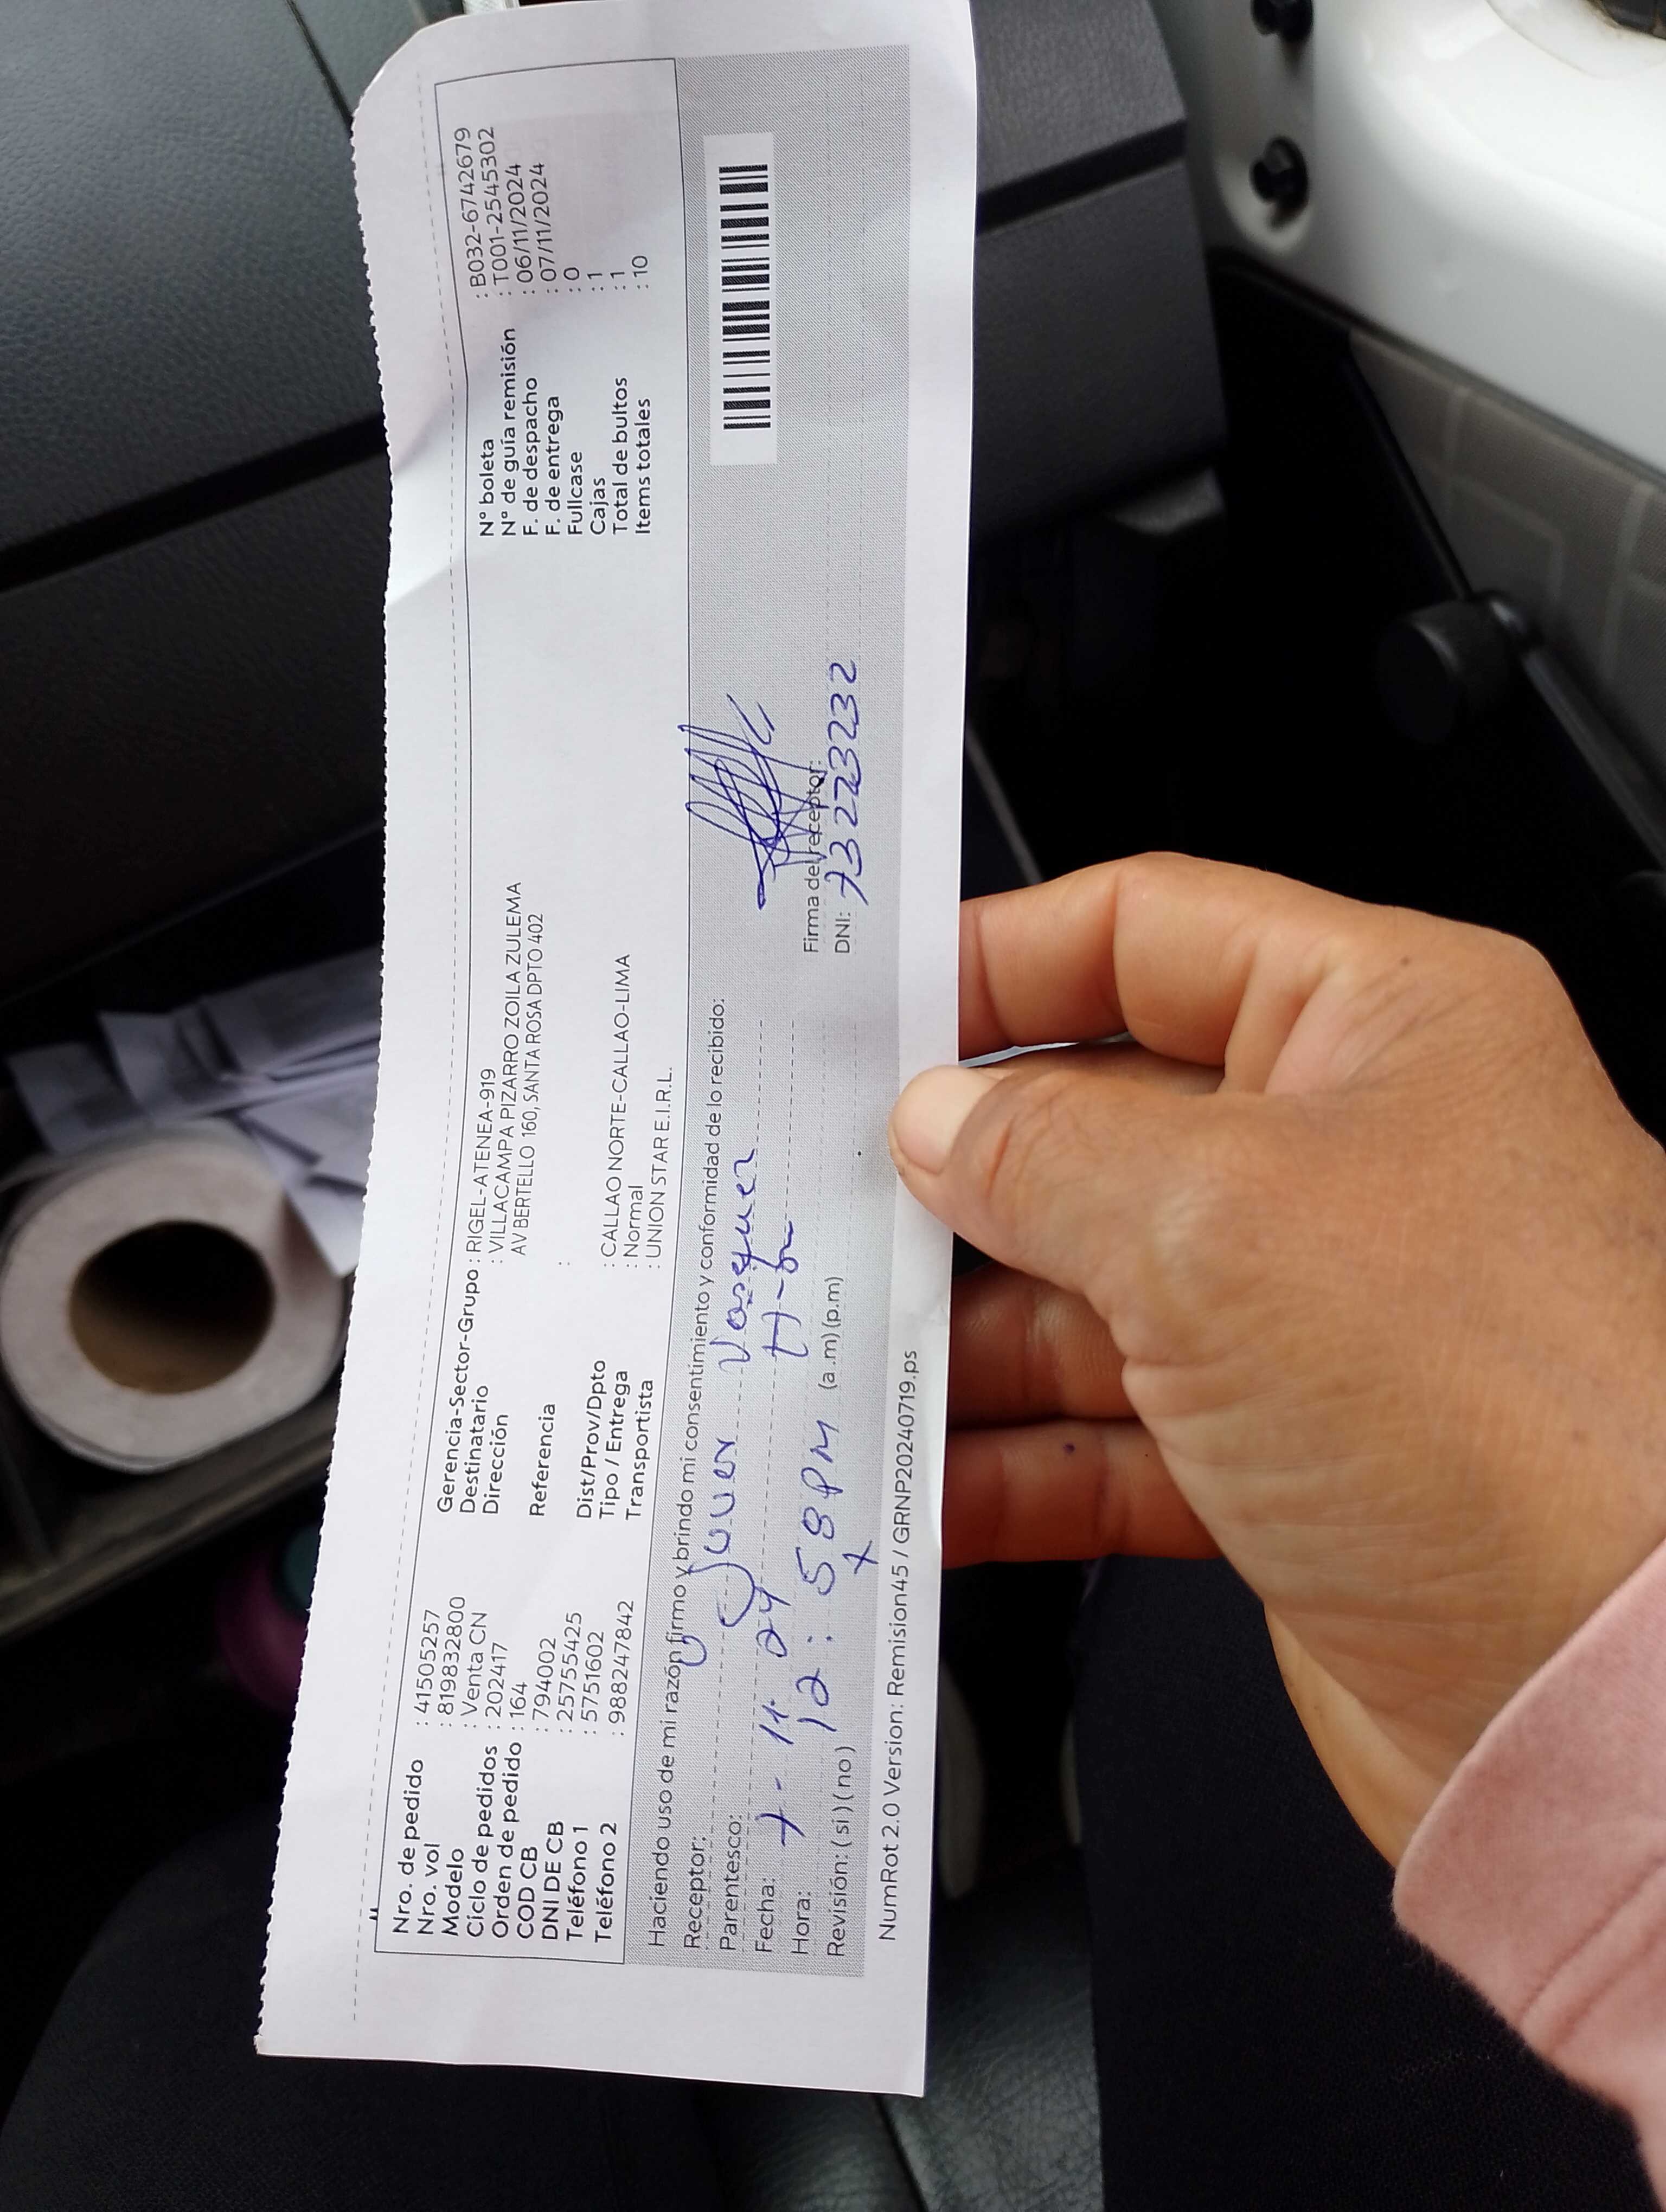 Nro. de pedido : 41505257
Nro. vol : 819832800
Modelo : Venta CN
Ciclo de pedidos : 202417
Orden de pedido : 164
COD CB : 794002
DNI DE CB : 25755425
Teléfono 1 : 5751602
Teléfono 2 : 988247842
Gerencia-Sector-Grupo : RIGEL-ATENEA-919
Destinatario : VILLACAMPA PIZARRO ZOILA ZULEMA
Dirección AV BERTELLO 160, SANTA ROSA DPTO 402
Referencia :
Dist/Prov/Dpto : CALLAO NORTE-CALLAO-LIMA
Tipo / Entrega : Normal
Transportista : UNION STAR E.I.R.L.
N° boleta : B032-6742679
N° de guía remisión : T001-2545302
F. de despacho : 06/11/2024
F. de entrega : 07/11/2024
Fullcase : 0
Cajas : 1
Total de bultos : 1
Items totales : 10
Haciendo uso de mi razón firmo y brindo mi consentimiento y conformidad de lo recibido:
Receptor:
Parentesco:
Fecha: 7-11-24
Hora: 12:58 PM (a.m)(p.m)
Revisión: (si) (no) x
Firma del receptor:
DNI: 73223232
NumRot 2.0 Version: Remision45 / GRNP20240719.ps